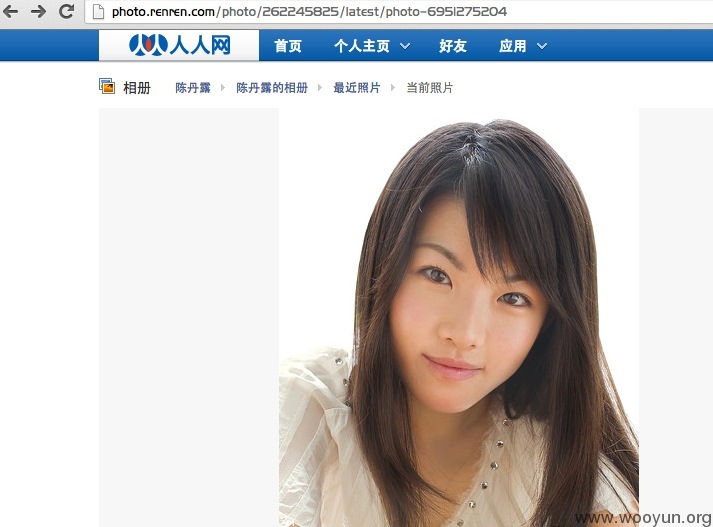 photo.renren.com/photo/262245825/latest/photo-6951275204
人人网 首页 个人主页 好友 应用
相册 陈丹露 陈丹露的相册 最近照片 当前照片
www.wooyun.org